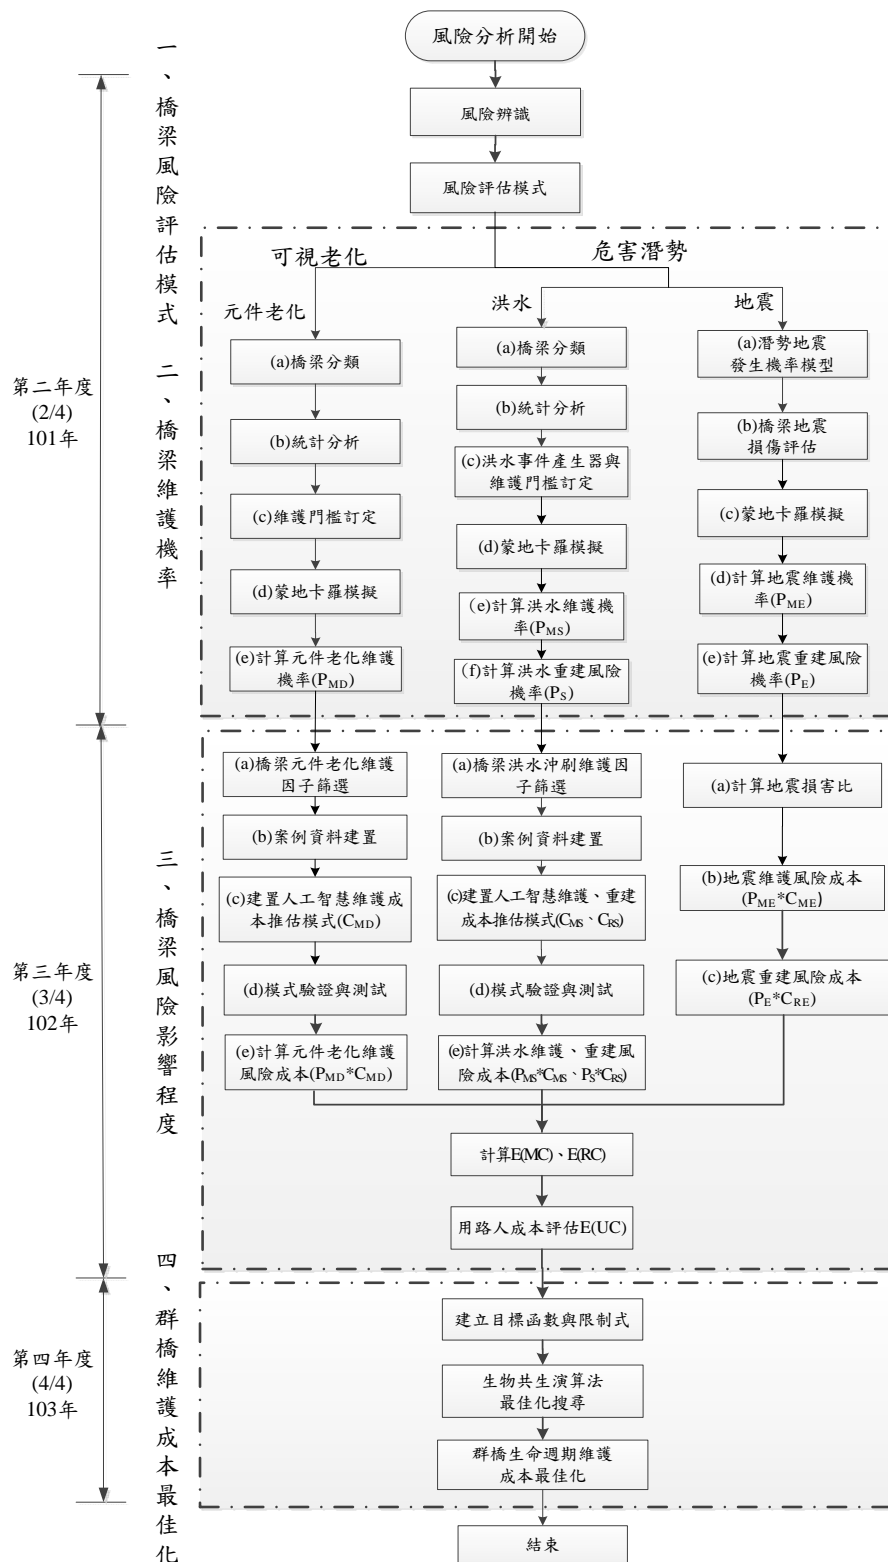 風險分析開始
風險辨識
風險評估模式
一、橋梁風險評估模式
二、橋梁維護機率
第二年度
(2/4)
101年
可視老化
危害潛勢
元件老化
洪水
地震
(a)橋梁分類
(b)統計分析
(c)維護門檻訂定
(d)蒙地卡羅模擬
(e)計算元件老化維護
機率(PMD)
(a)橋梁分類
(b)統計分析
(c)洪水事件產生器與
維護門檻訂定
(d)蒙地卡羅模擬
(e)計算洪水維護機
率(PMS)
(f)計算洪水重建風險
機率(PS)
(a)潛勢地震
發生機率模型
(b)橋梁地震
損傷評估
(c)蒙地卡羅模擬
(d)計算地震維護機
率(PME)
(e)計算地震重建風險
機率(PE)
三、橋梁風險影響程度
第三年度
(3/4)
102年
(a)橋梁元件老化維護
因子篩選
(b)案例資料建置
(c)建置人工智慧維護成
本推估模式(CMD)
(d)模式驗證與測試
(e)計算元件老化維護
風險成本(PMD*CMD)
(a)橋梁洪水沖刷維護因
子篩選
(b)案例資料建置
(c)建置人工智慧維護、重建
成本推估模式(CMS、CRS)
(d)模式驗證與測試
(e)計算洪水維護、重建風
險成本(PMS*CMS、PS*CRS)
(a)計算地震損害比
(b)地震維護風險成本
(PME*CME)
(c)地震重建風險成本
(PE*CRE)
計算E(MC)、E(RC)
用路人成本評估E(UC)
四、群橋維護成本最佳化
第四年度
(4/4)
103年
建立目標函數與限制式
生物共生演算法
最佳化搜尋
群橋生命週期維護
成本最佳化
結束